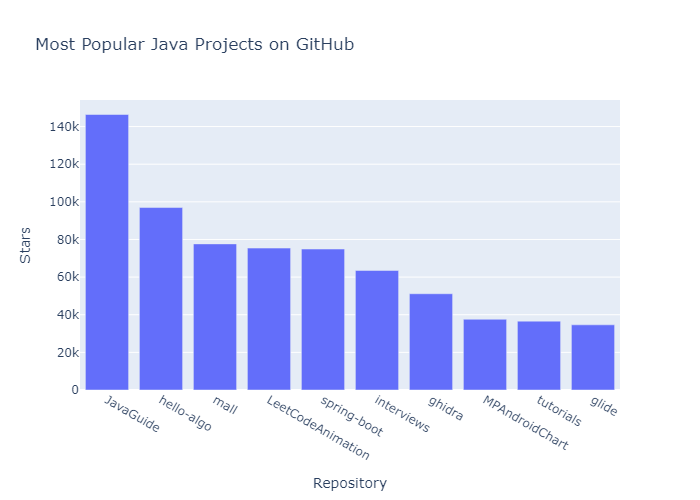 Most Popular Java Projects on GitHub
140k
120k
100k
80k
60k
40k
20k
0
Stars
JavaGuide
hello-algo
mall
LeetCodeAnimation
spring-boot
interviews
ghidra
MPAndroidChart
tutorials
glide
Repository